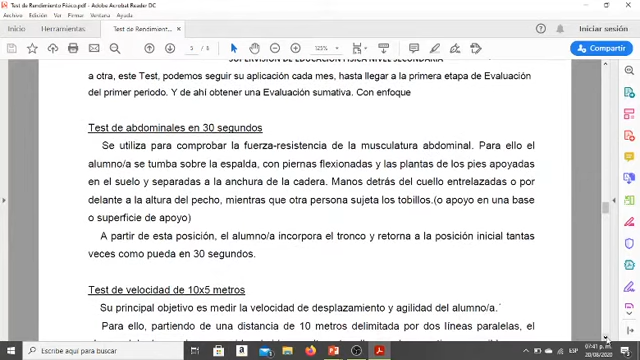 Test de Rendimiento Físico.pdf - Adobe Acrobat Reader DC
Archivo Edición Ver Firmar Ventana Ayuda
Inicio Herramientas Test de Rendimient... × Iniciar sesión
5 / 8 125% Compartir
SUPERVISION DE EDUCACION FISICA NIVEL SECUNDARIA
a otra, este Test, podemos seguir su aplicación cada mes, hasta llegar a la primera etapa de Evaluación
del primer periodo. Y de ahí obtener una Evaluación sumativa. Con enfoque
Test de abdominales en 30 segundos
Se utiliza para comprobar la fuerza-resistencia de la musculatura abdominal. Para ello el
alumno/a se tumba sobre la espalda, con piernas flexionadas y las plantas de los pies apoyadas
en el suelo y separadas a la anchura de la cadera. Manos detrás del cuello entrelazadas o por
delante a la altura del pecho, mientras que otra persona sujeta los tobillos.(o apoyo en una base
o superficie de apoyo)
A partir de esta posición, el alumno/a incorpora el tronco y retorna a la posición inicial tantas
veces como pueda en 30 segundos.
Test de velocidad de 10x5 metros
Su principal objetivo es medir la velocidad de desplazamiento y agilidad del alumno/a.
Para ello, partiendo de una distancia de 10 metros delimitada por dos líneas paralelas, el
Escribe aquí para buscar
ESP
07:41 p. m.
20/08/2020